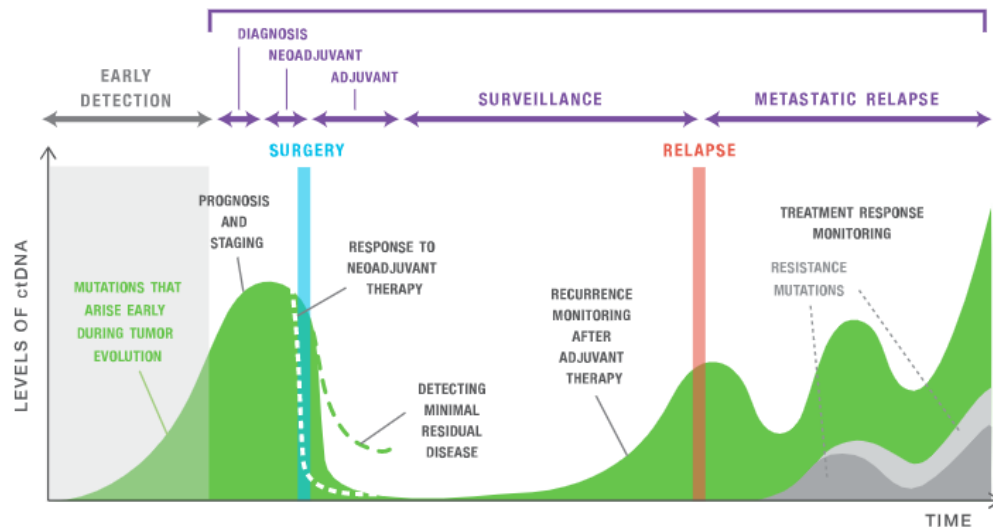 DIAGNOSIS
NEOADJUVANT
ADJUVANT
EARLY
DETECTION
SURVEILLANCE
METASTATIC RELAPSE
SURGERY
RELAPSE
PROGNOSIS
AND
STAGING
RESPONSE TO
NEOADJUVANT
THERAPY
TREATMENT RESPONSE
MONITORING
RESISTANCE
MUTATIONS
MUTATIONS THAT
ARISE EARLY
DURING TUMOR
EVOLUTION
RECURRENCE
MONITORING
AFTER
ADJUVANT
THERAPY
DETECTING
MINIMAL
RESIDUAL
DISEASE
LEVELS OF ctDNA
TIME